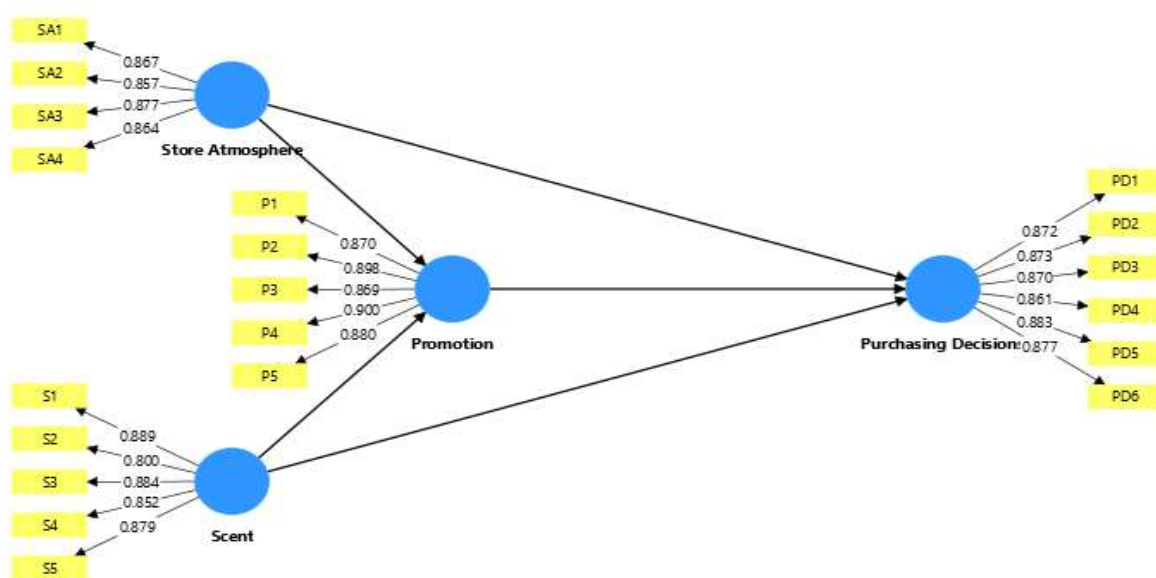 SA1
0.867
SA2
0.857
SA3
0.877
SA4
0.864
Store Atmosphere
P1
0.870
P2
0.898
P3
0.869
P4
0.900
P5
0.880
Promotion
PD1
0.872
PD2
0.873
PD3
0.870
PD4
0.861
PD5
0.883
PD6
0.877
Purchasing Decisions
S1
0.889
S2
0.800
S3
0.884
S4
0.852
S5
0.879
Scent